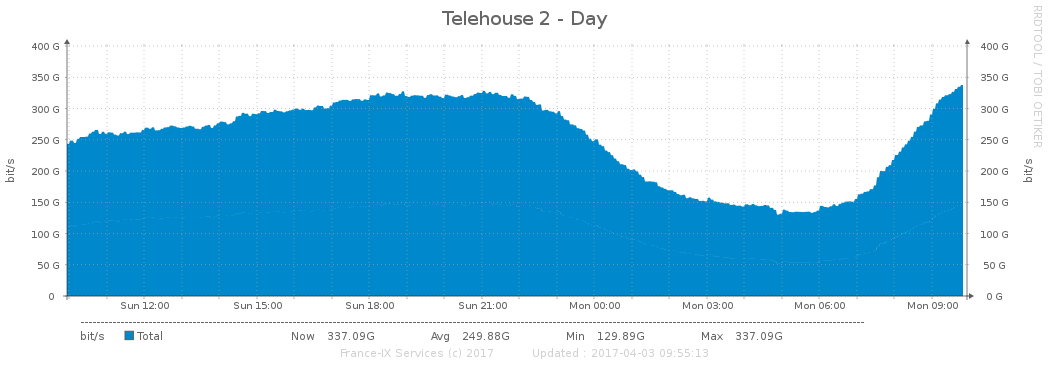 Telehouse 2 - Day
RRDTOOL / TOBI OETIKER
bit/s
400 G 400 G
350 G 350 G
300 G 300 G
250 G 250 G
200 G 200 G
150 G 150 G
100 G 100 G
50 G 50 G
0 0 G
bit/s
Sun 12:00 Sun 15:00 Sun 18:00 Sun 21:00 Mon 00:00 Mon 03:00 Mon 06:00 Mon 09:00
bit/s Total Now 337.09G Avg 249.88G Min 129.89G Max 337.09G
France-IX Services (c) 2017 Updated : 2017-04-03 09:55:13